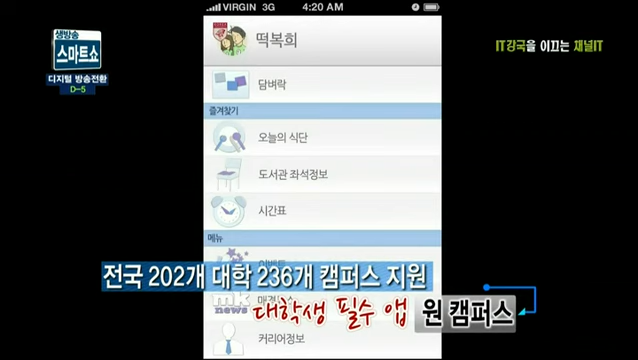 VIRGIN 3G 4:20 AM
생방송
스마트쇼
디지털 방송전환
D-5
IT강국을 이끄는 채널IT
떡복희
담벼락
즐겨찾기
오늘의 식단
도서관 좌석정보
시간표
메뉴
이벤트
전국 202개 대학 236개 캠퍼스 지원
mk
news
대학생 필수 앱 원 캠퍼스
커리어정보